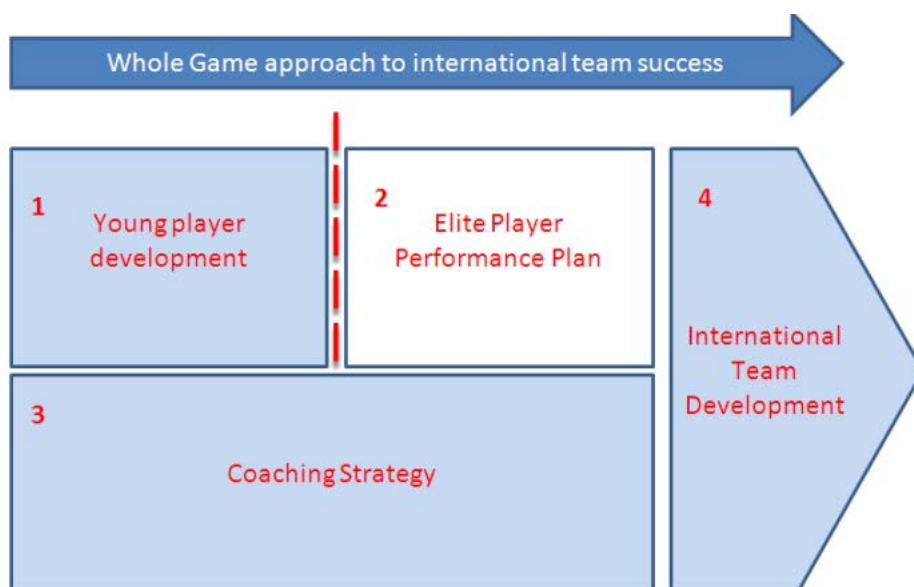 Whole Game approach to international team success
1
Young player
development
2
Elite Player
Performance Plan
4
International
Team
Development
3
Coaching Strategy